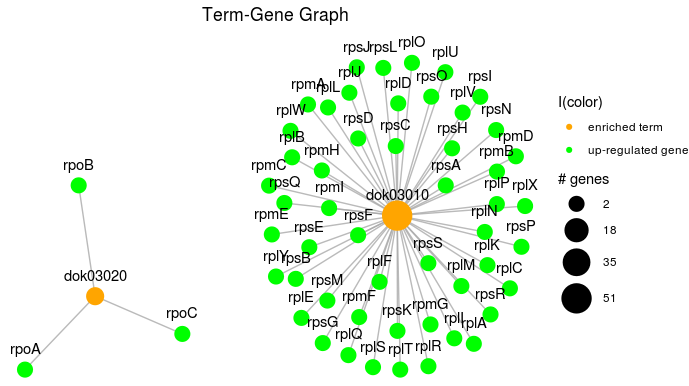 Term-Gene Graph
rpsJ
rpsL
rplO
rplU
rplJ
rpsO
rpsI
rpmA
rplL
rplD
rplV
rplW
rpsD
rpsC
rpsH
rpsN
rplB
rpmD
rpmH
rpmB
rpmC
rpsA
rpsQ
rpmI
dok03010
rplP
rplX
rpmE
rpsE
rpsF
rplN
rpsP
rplY
rpsB
rplF
rpsS
rplK
rplM
rplC
rplE
rpsM
rpmF
rpmG
rpsR
rpsG
rplQ
rpsK
rplI
rplA
rplS
rplT
rplR
rpoB
dok03020
rpoC
rpoA
I(color)
enriched term
up-regulated gene
# genes
2
18
35
51